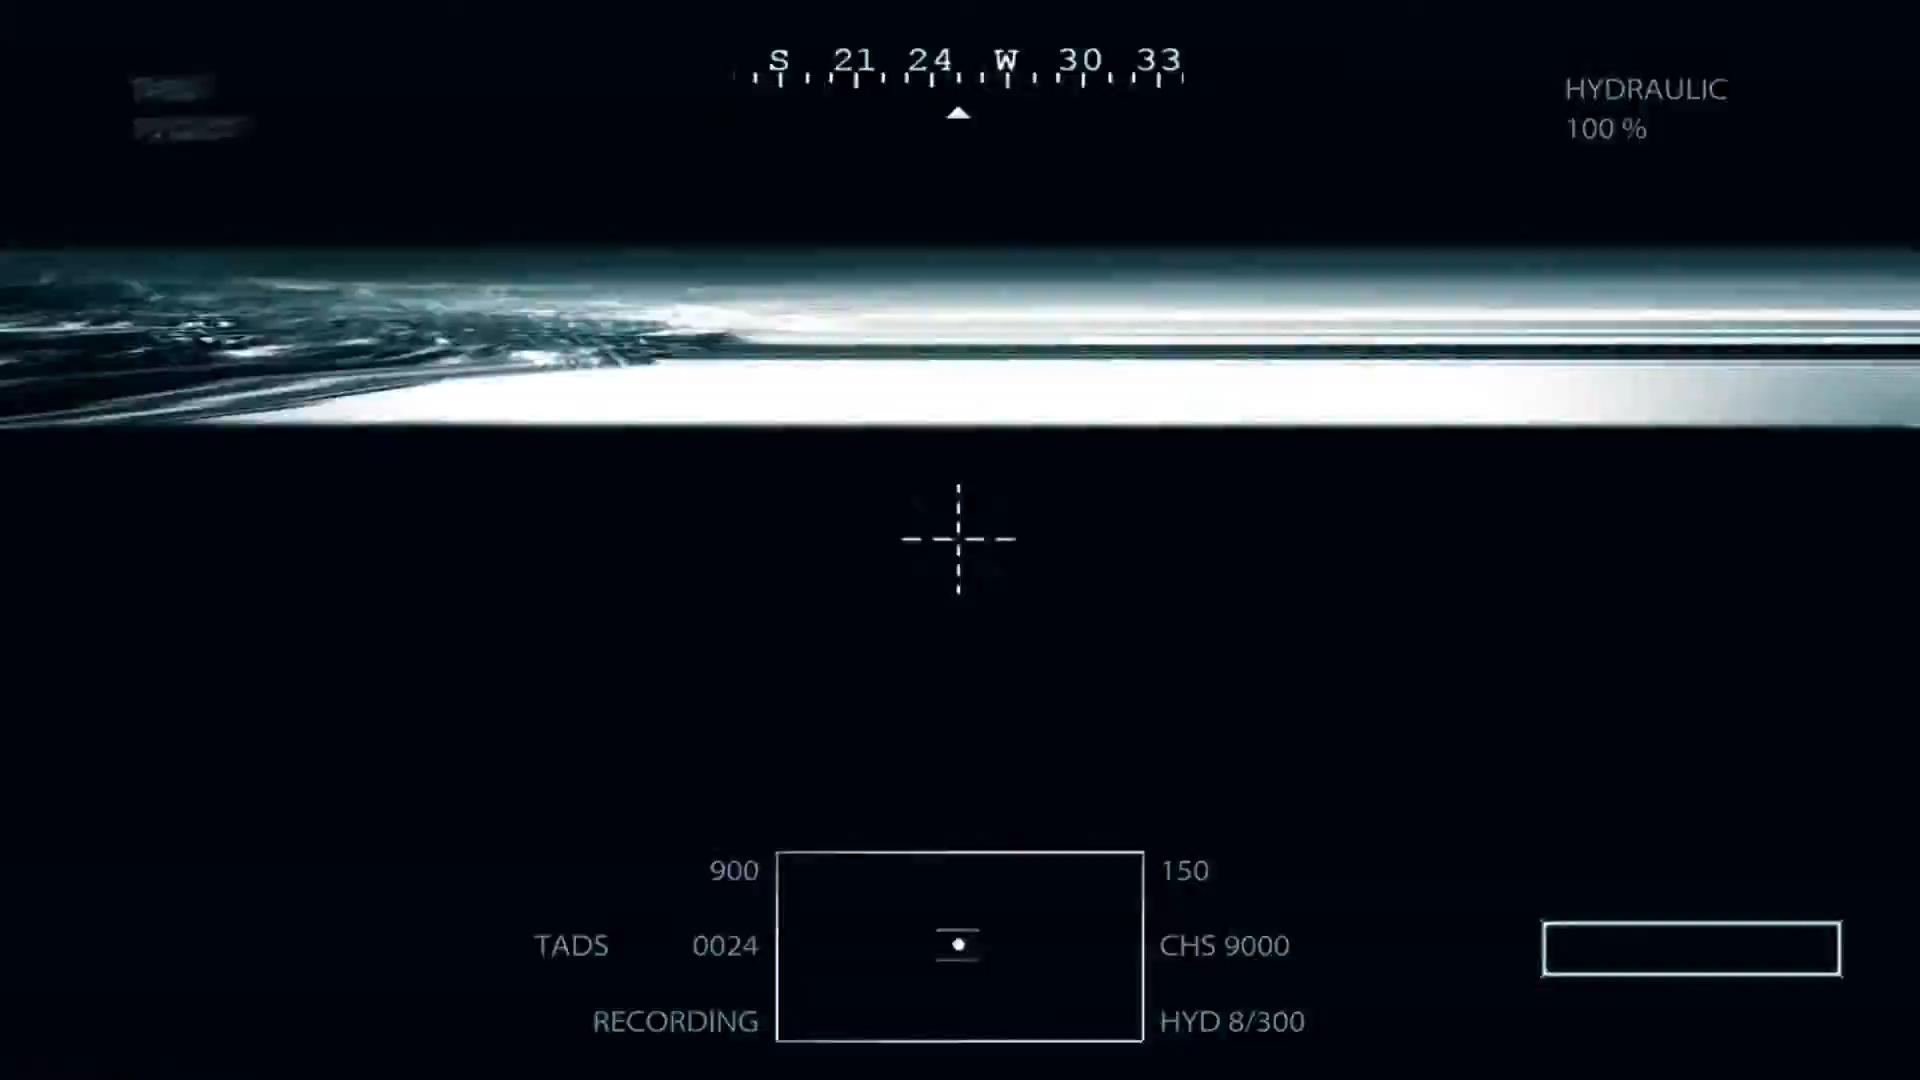 S 21 24 W 30 33
HYDRAULIC
100 %
900
150
TADS 0024
CHS 9000
RECORDING
HYD 8/300